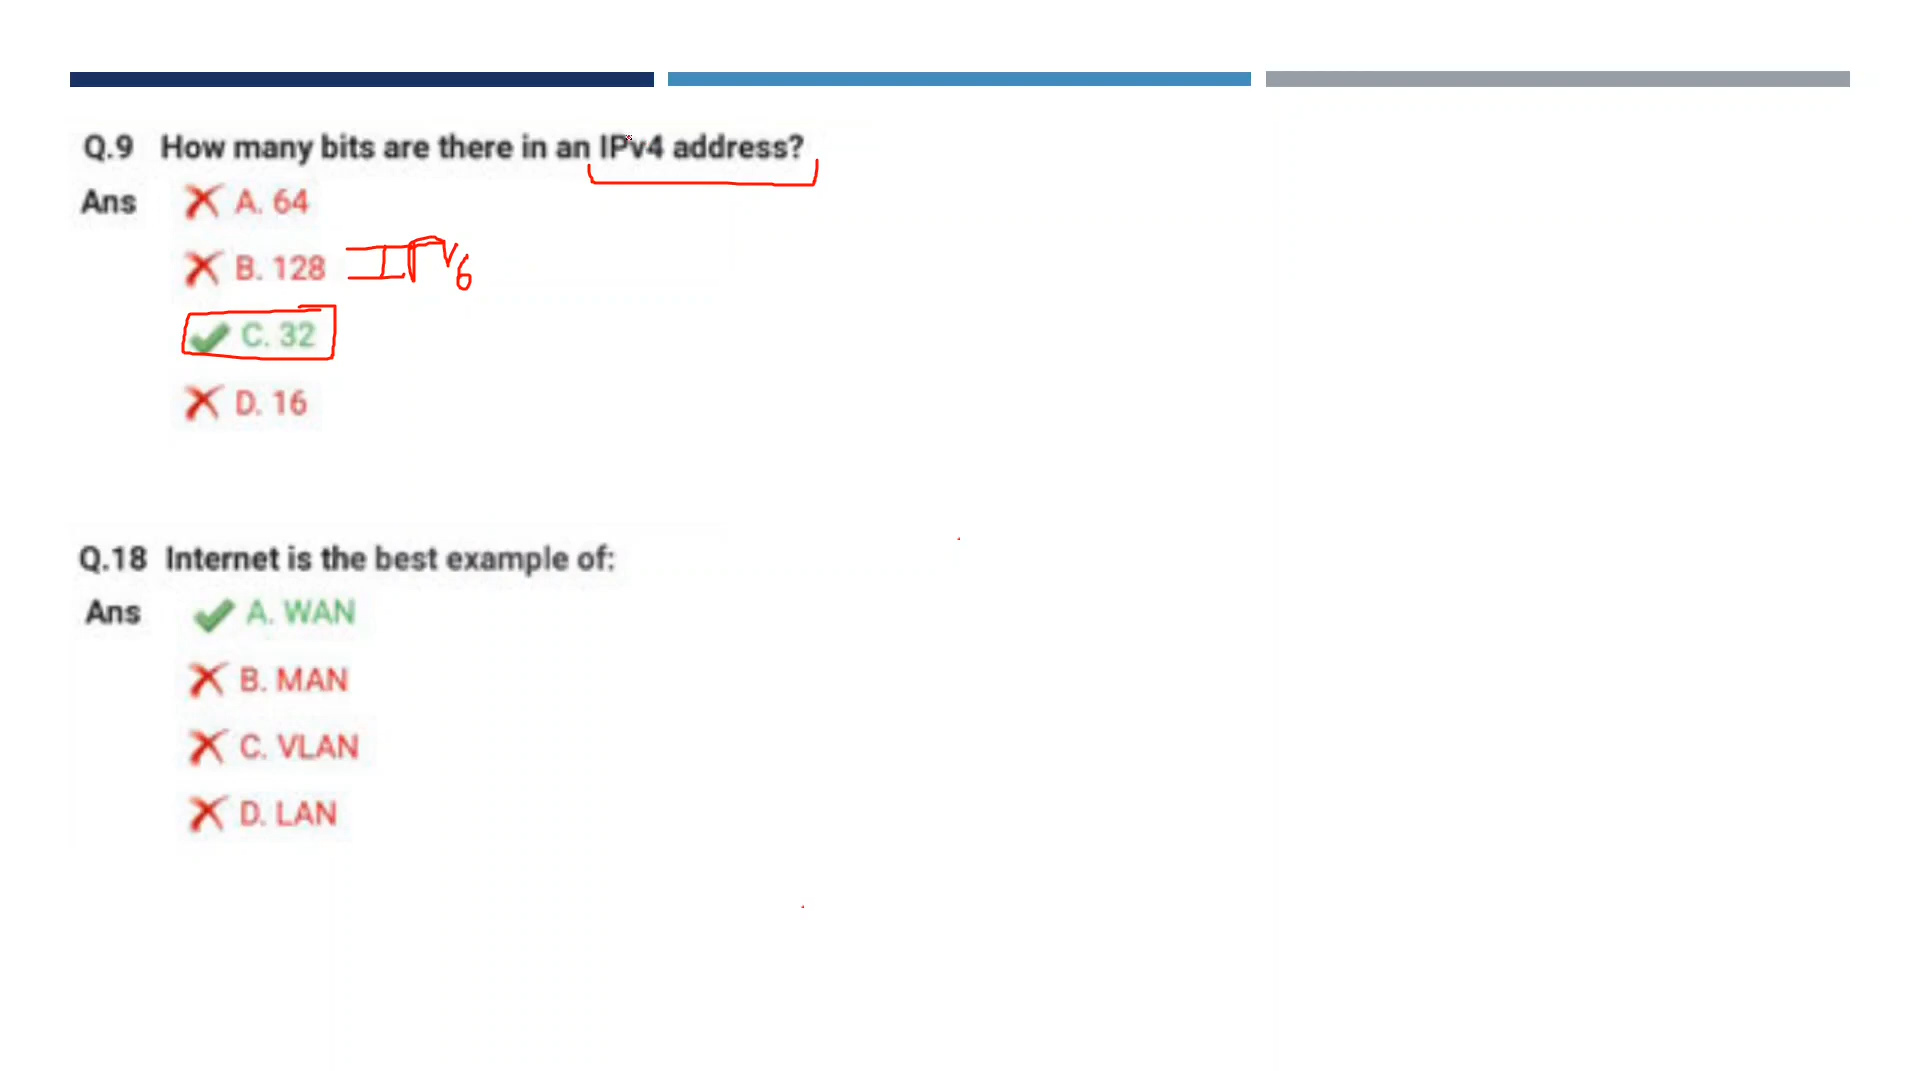 Q.9 How many bits are there in an IPv4 address?
Ans A. 64
B. 128 IPv6
C. 32
D. 16
Q.18 Internet is the best example of:
Ans A. WAN
B. MAN
C. VLAN
D. LAN